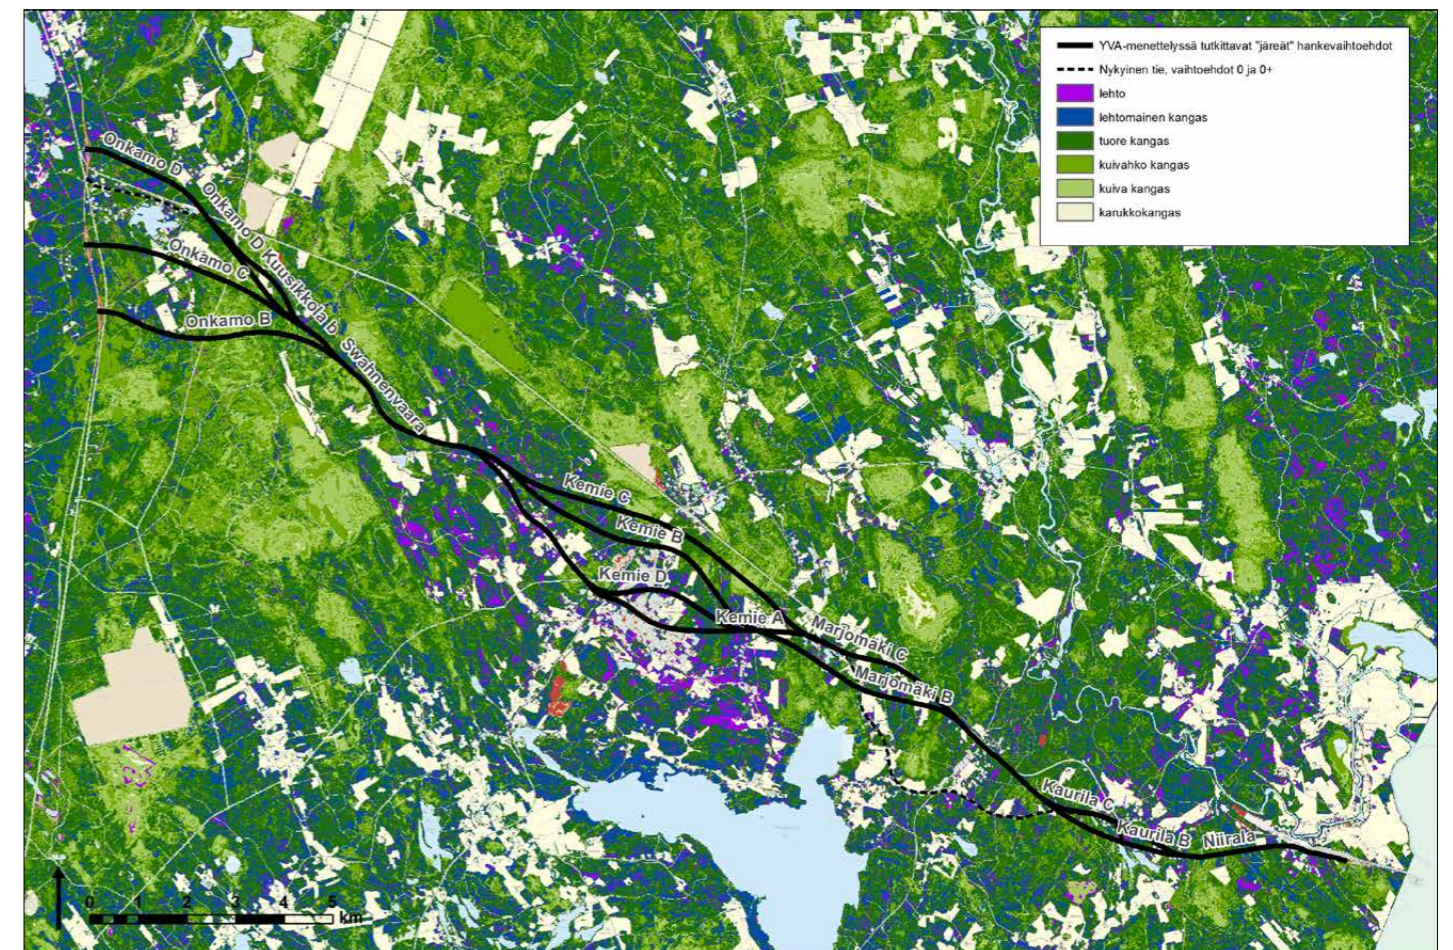 YVA-menettelyssä tutkittavat "järeät" hankevaihtoehdot
Nykyinen tie, vaihtoehdot 0 ja 0+
lehto
lehtomainen kangas
tuore kangas
kuivahko kangas
kuiva kangas
karukkokangas
Onkamo D
Onkamo D
Kuusikkola b
Onkamo C
Onkamo B
Swahnenvaara
Kemie C
Kemie B
Kemie D
Kemie A
Marjomäki C
Marjomäki B
Kaurila C
Kaurila B
Niirala
0 1 2 3 4 5
km